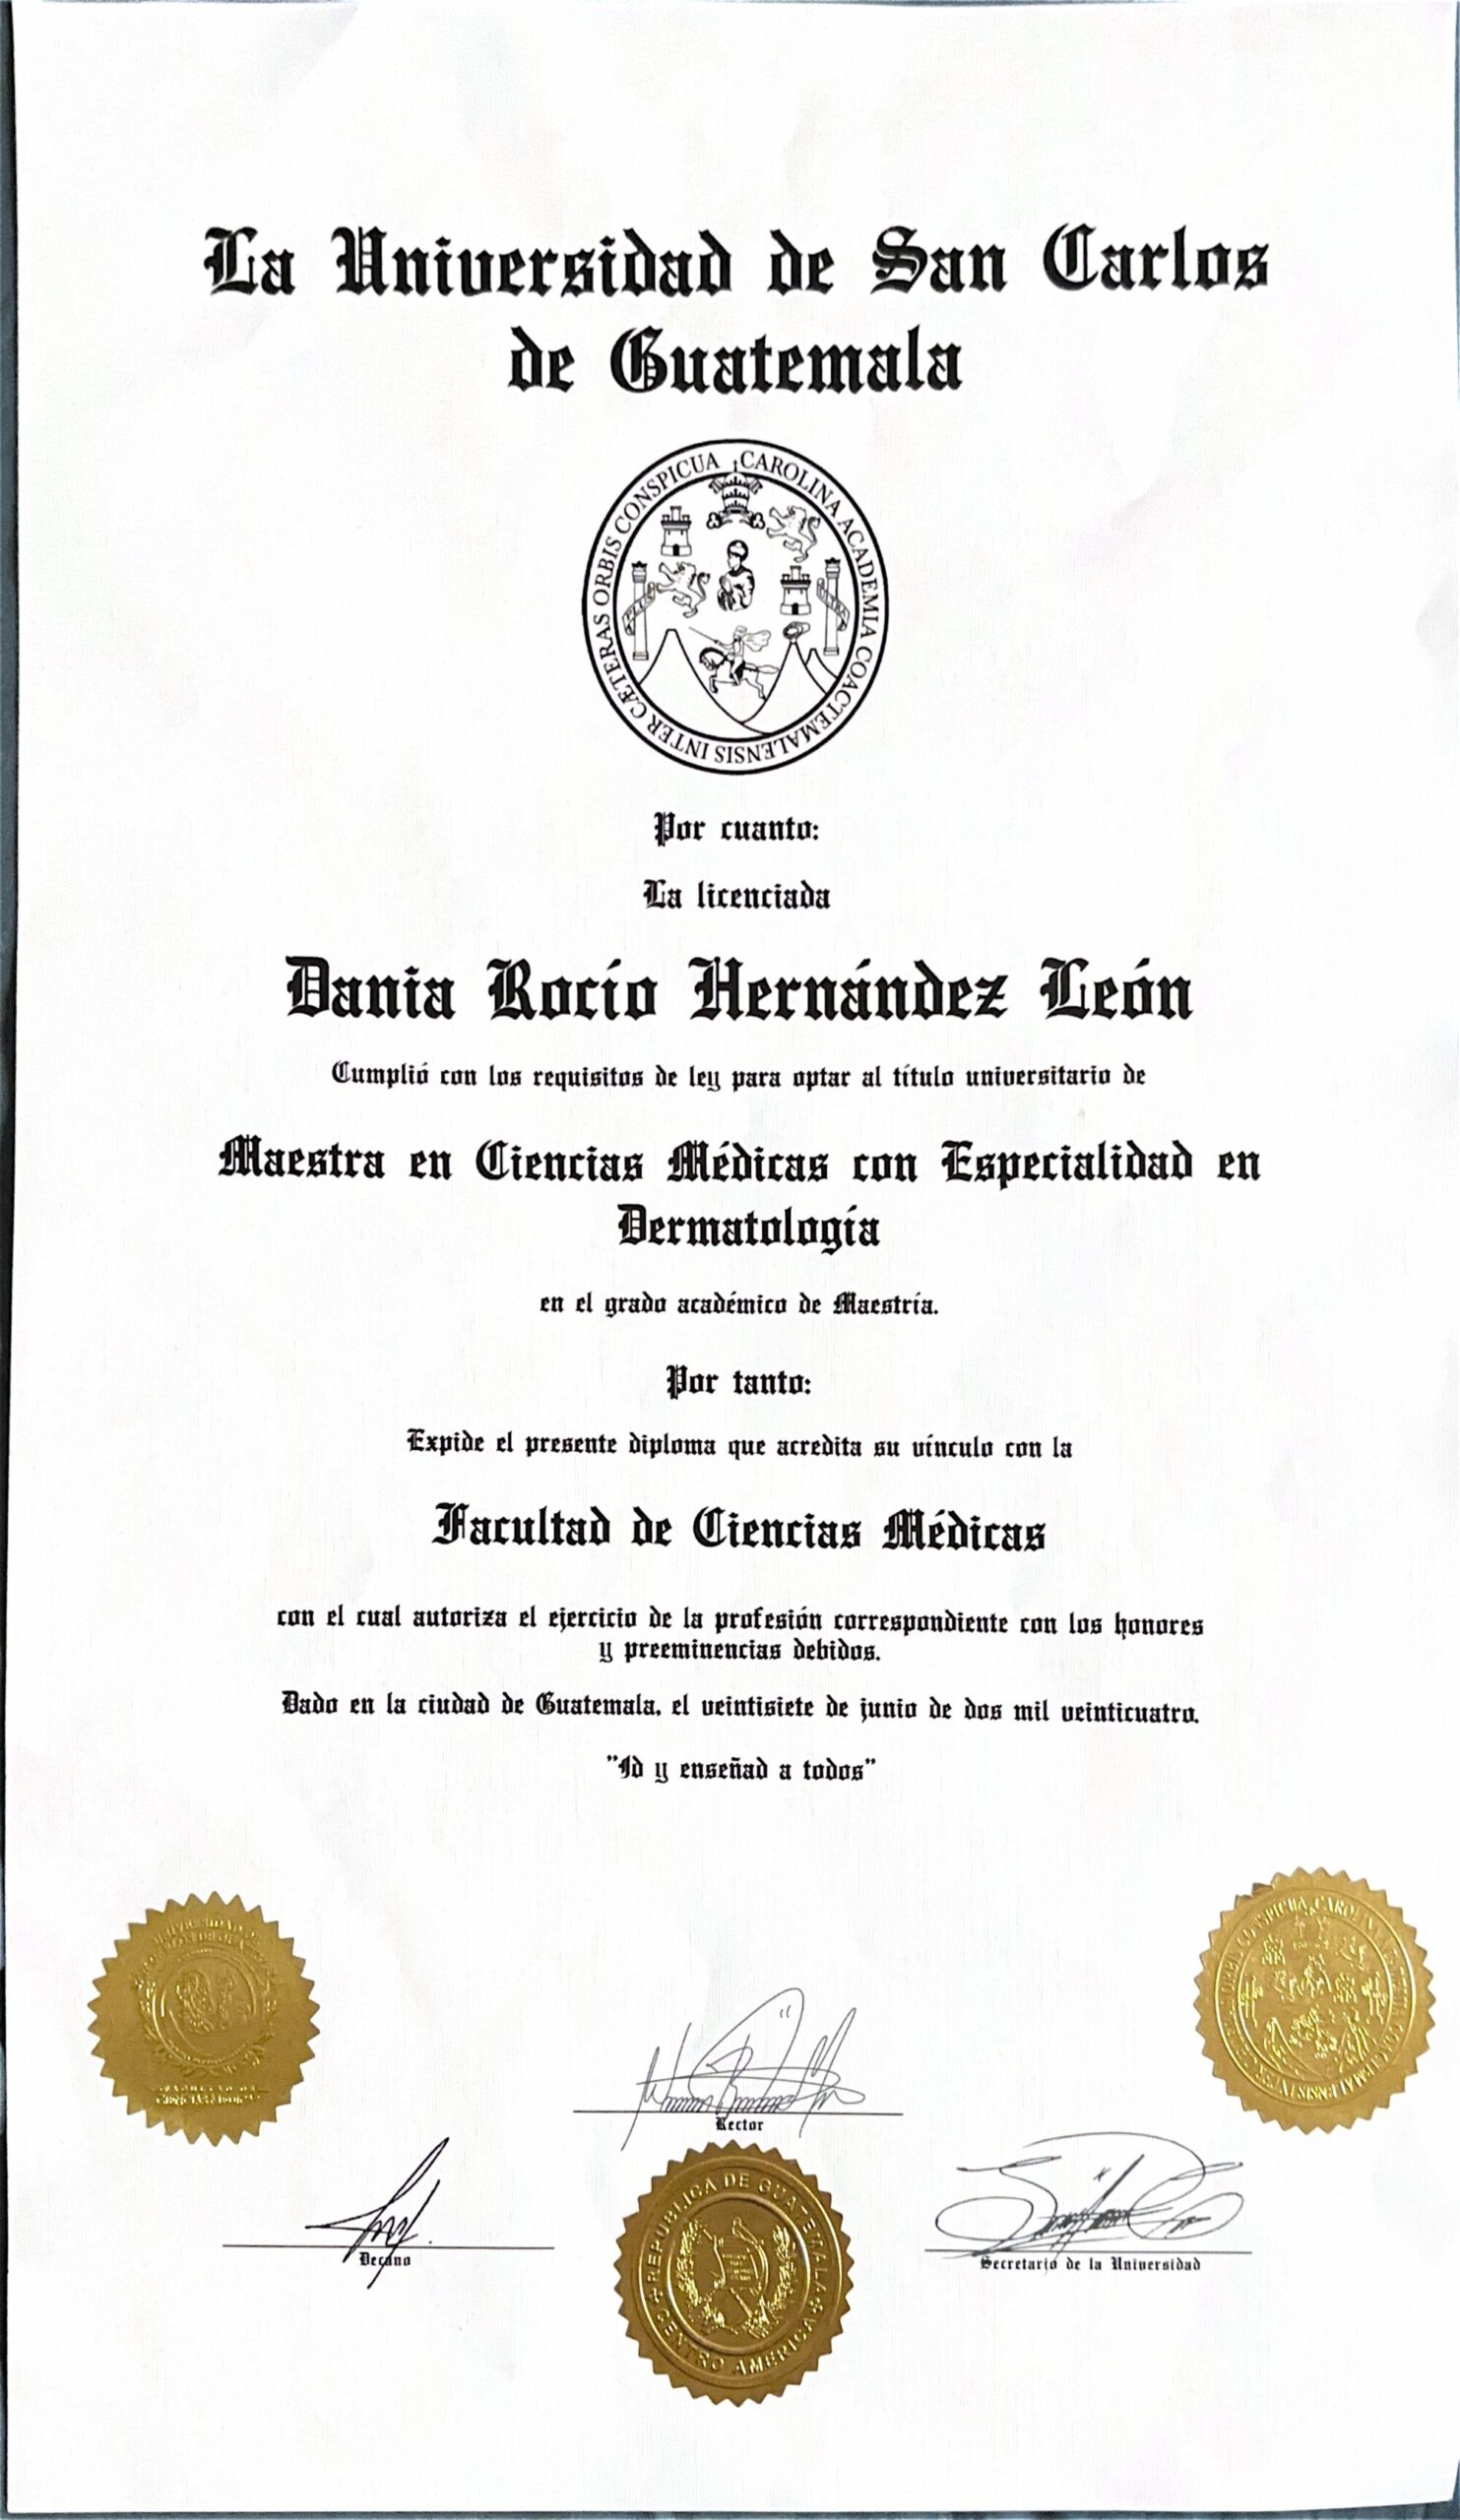 La Universidad de San Carlos
de Guatemala
CAROLINA ACADEMIA COACTEMALENSIS INTER CÆTERAS ORBIS CONSPICUA
PLUS
Por cuanto:
La licenciada
Dania Rocío Hernández León
Cumplió con los requisitos de ley para optar al título universitario de
Maestra en Ciencias Médicas con Especialidad en
Dermatología
en el grado académico de Maestría.
Por tanto:
Expide el presente diploma que acredita su vínculo con la
Facultad de Ciencias Médicas
con el cual autoriza el ejercicio de la profesión correspondiente con los honores
y preeminencias debidos.
Dado en la ciudad de Guatemala, el veintisiete de junio de dos mil veinticuatro.
"Id y enseñad a todos"
Rector
Decano
Secretario de la Universidad
REPUBLICA DE GUATEMALA
CENTRO AMERICA